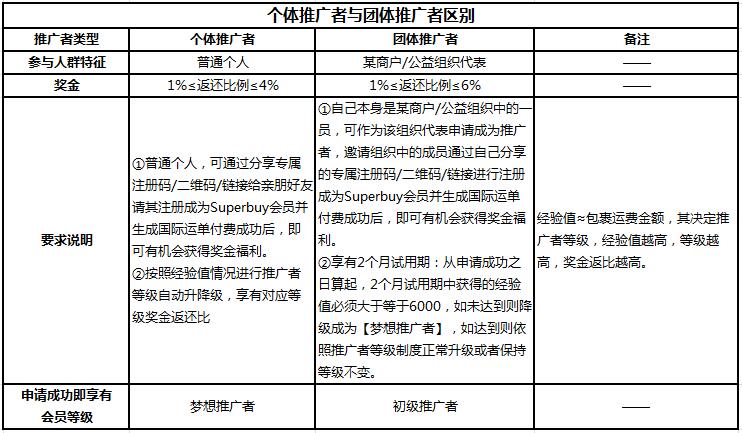 个体推广者与团体推广者区别
推广者类型
个体推广者
团体推广者
备注
参与人群特征
普通个人
某商户/公益组织代表
——
奖金
1%≤返还比例≤4%
1%≤返还比例≤6%
——
要求说明
①普通个人，可通过分享专属
注册码/二维码/链接给亲朋好友
请其注册成为Superbuy会员并
生成国际运单付费成功后，即
可有机会获得奖金福利。
②按照经验值情况进行推广者
等级自动升降级，享有对应等
级奖金返还比
①自己本身是某商户/公益组织中的一
员，可作为该组织代表申请成为推广
者，邀请组织中的成员通过自己分享
的专属注册码/二维码/链接进行注册
成为Superbuy会员并生成国际运单
付费成功后，即可有机会获得奖金福
利。
②享有2个月试用期：从申请成功之
日算起，2个月试用期中获得的经验
值必须大于等于6000，如未达到则降
级成为【梦想推广者】，如达到则依
照推广者等级制度正常升级或者保持
等级不变。
经验值≈包裹运费金额，其决定推
广者等级，经验值越高，等级越
高，奖金返比越高。
申请成功即享有
会员等级
梦想推广者
初级推广者
——